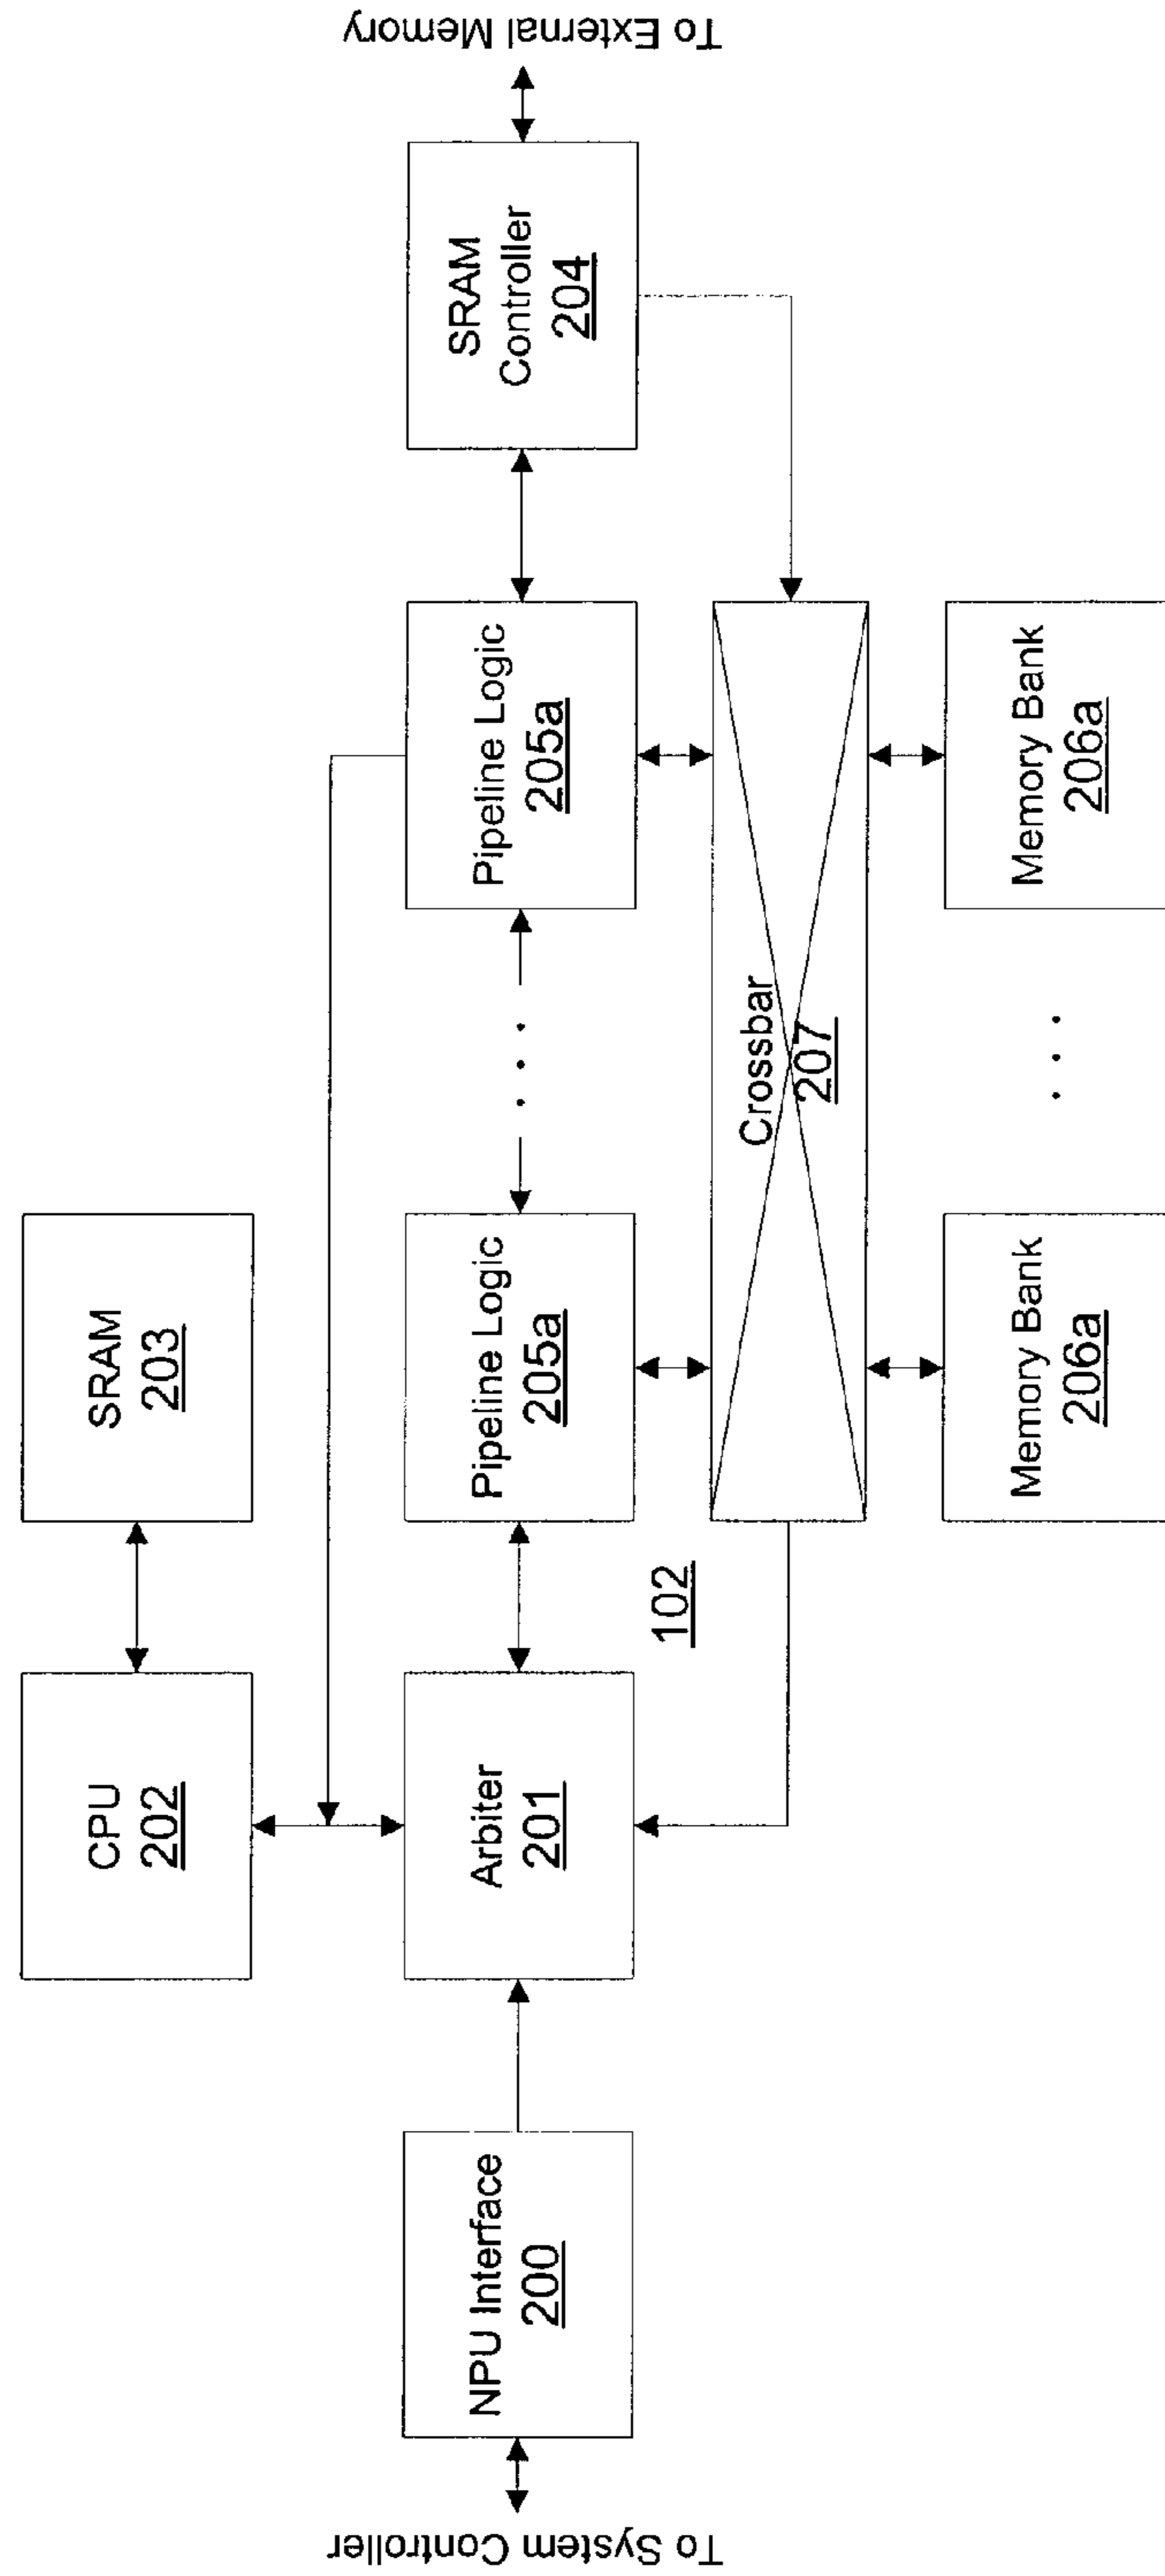 To System Controller
NPU Interface
200
CPU
202
SRAM
203
Arbiter
201
102
Pipeline Logic
205a
. . .
Pipeline Logic
205a
SRAM
Controller
204
To External Memory
Crossbar
207
Memory Bank
206a
. . .
Memory Bank
206a